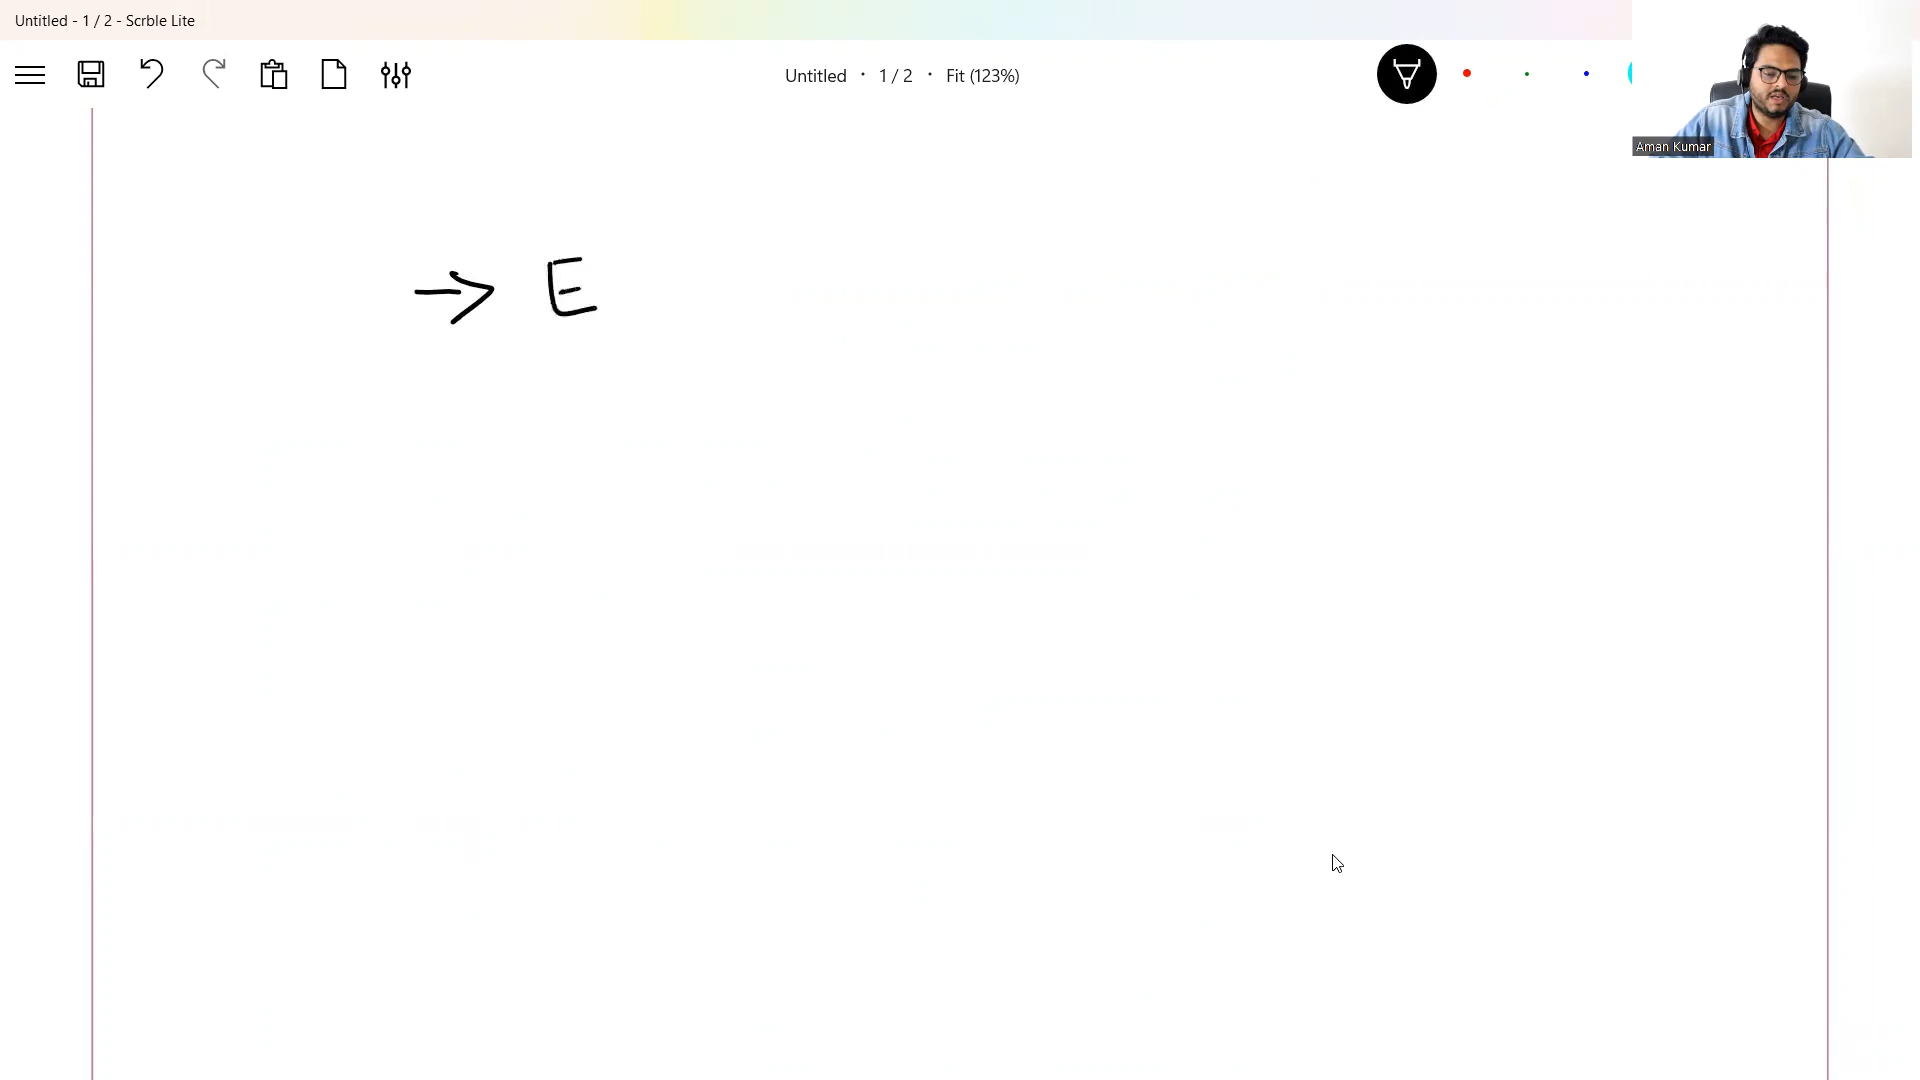 Untitled - 1 / 2 - Scrble Lite
Untitled · 1 / 2 · Fit (123%)
Aman Kumar
→ E